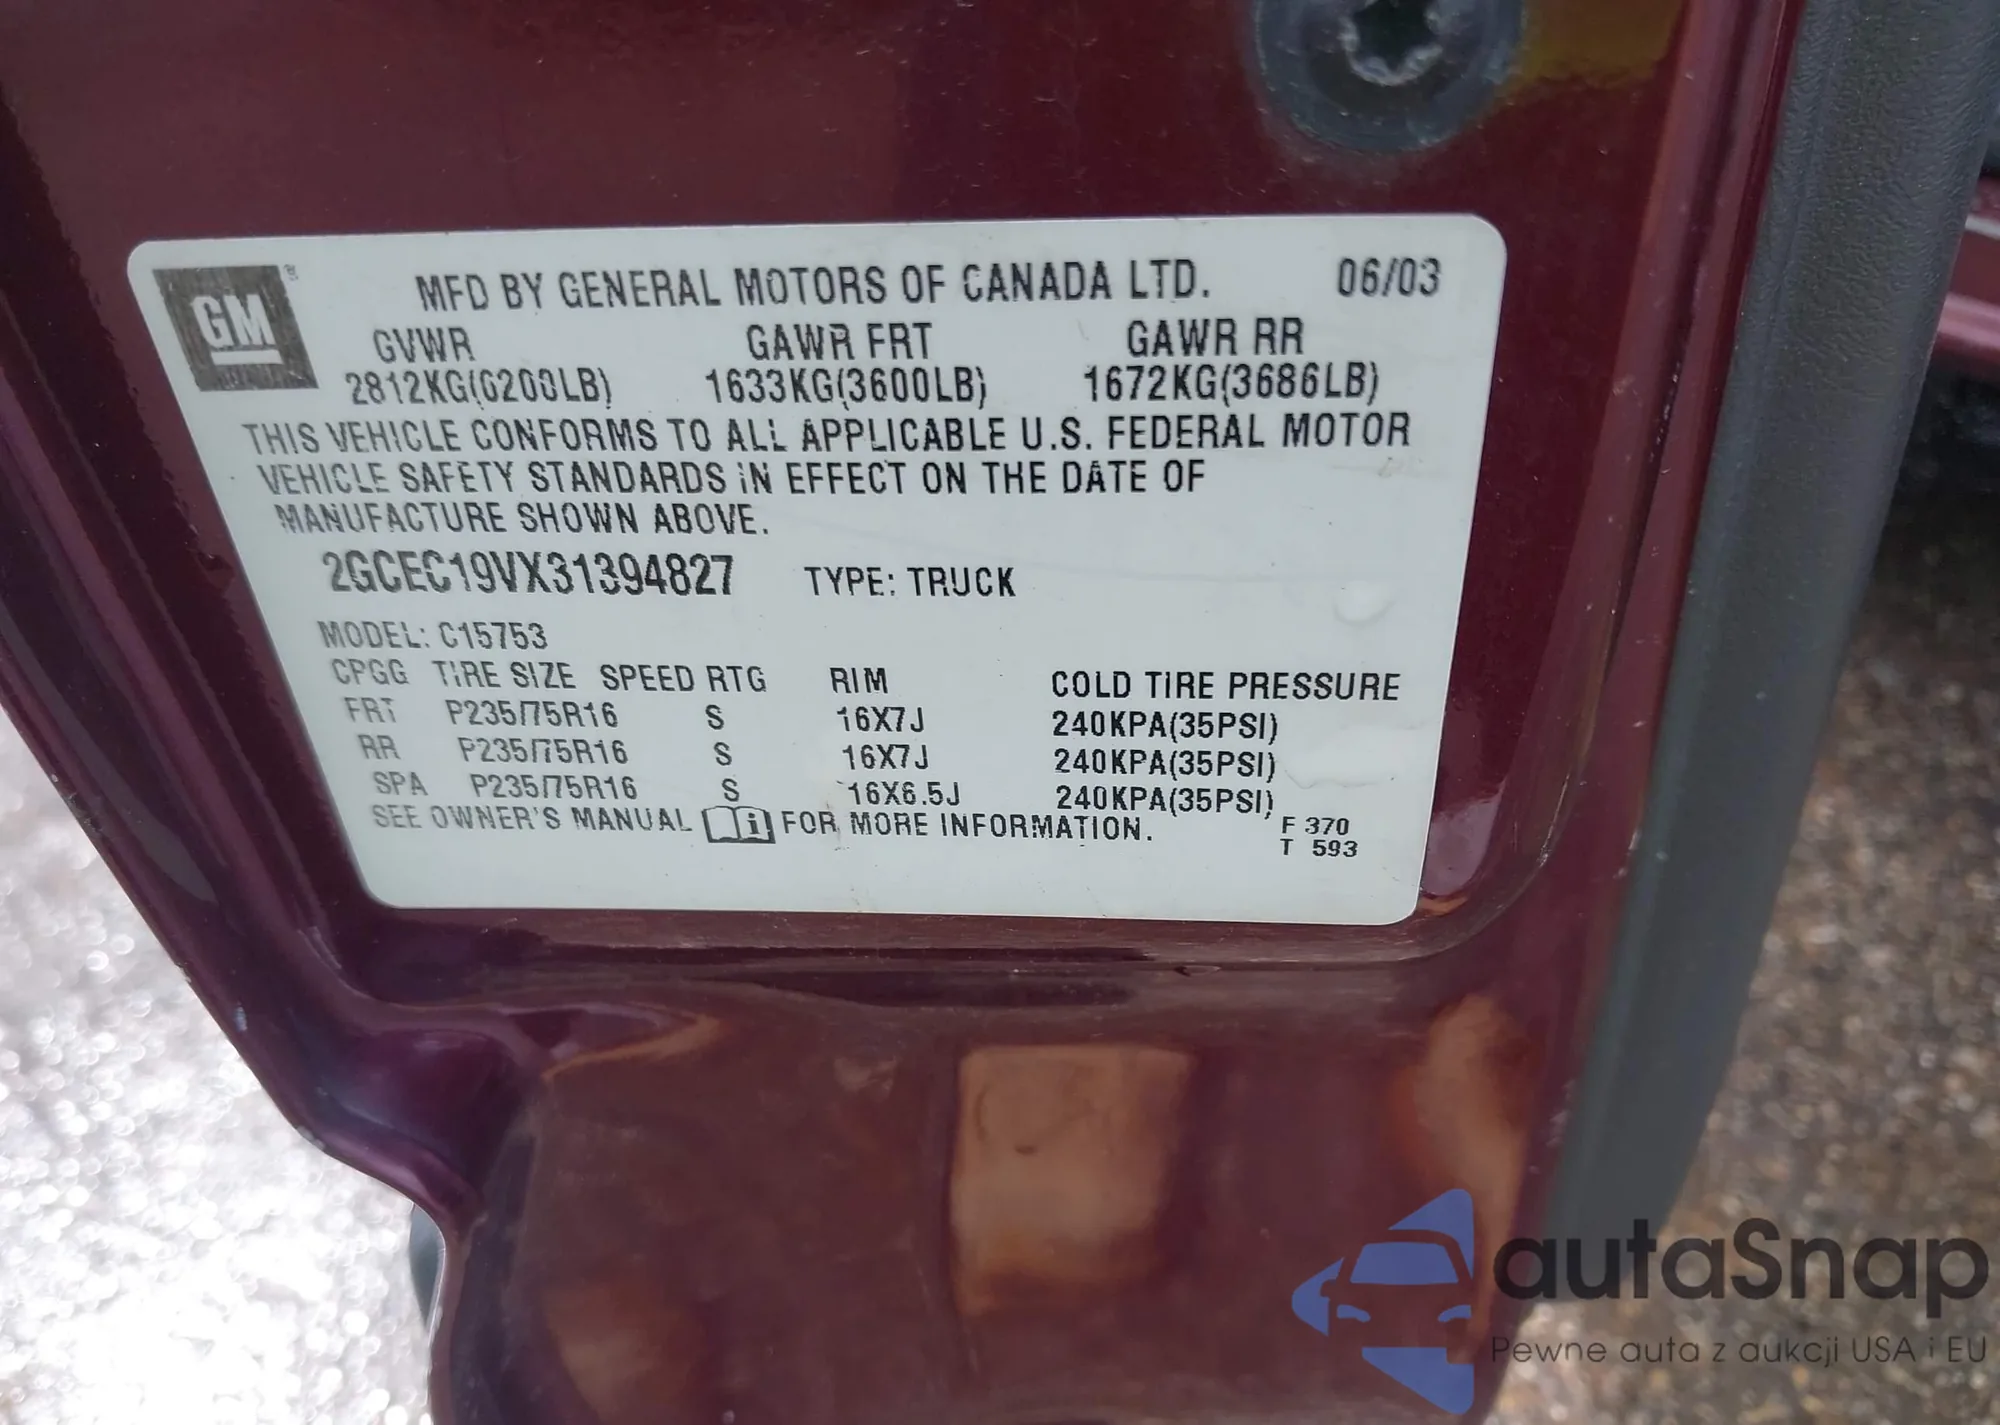 GM ®
MFD BY GENERAL MOTORS OF CANADA LTD. 06/03
GVWR GAWR FRT GAWR RR
2812KG(6200LB) 1633KG(3600LB) 1672KG(3686LB)
THIS VEHICLE CONFORMS TO ALL APPLICABLE U.S. FEDERAL MOTOR
VEHICLE SAFETY STANDARDS IN EFFECT ON THE DATE OF
MANUFACTURE SHOWN ABOVE.
2GCEC19VX31394827 TYPE: TRUCK
MODEL: C15753
CPGG TIRE SIZE SPEED RTG RIM COLD TIRE PRESSURE
FRT P235/75R16 S 16X7J 240KPA(35PSI)
RR P235/75R16 S 16X7J 240KPA(35PSI)
SPA P235/75R16 S 16X6.5J 240KPA(35PSI)
SEE OWNER'S MANUAL i FOR MORE INFORMATION.
F 370
T 593
autaSnap
Pewne auta z aukcji USA i EU